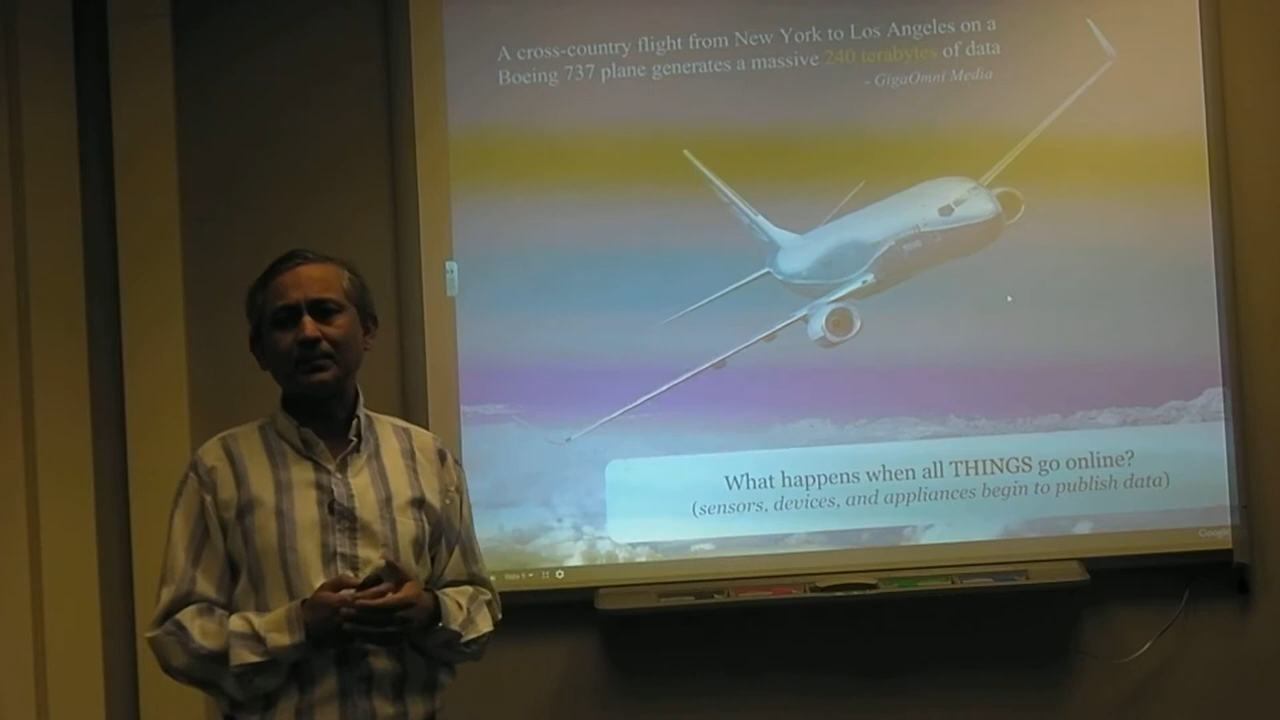 A cross-country flight from New York to Los Angeles on a
Boeing 737 plane generates a massive 240 terabytes of data
- GigaOmni Media
What happens when all THINGS go online?
(sensors, devices, and appliances begin to publish data)
Google